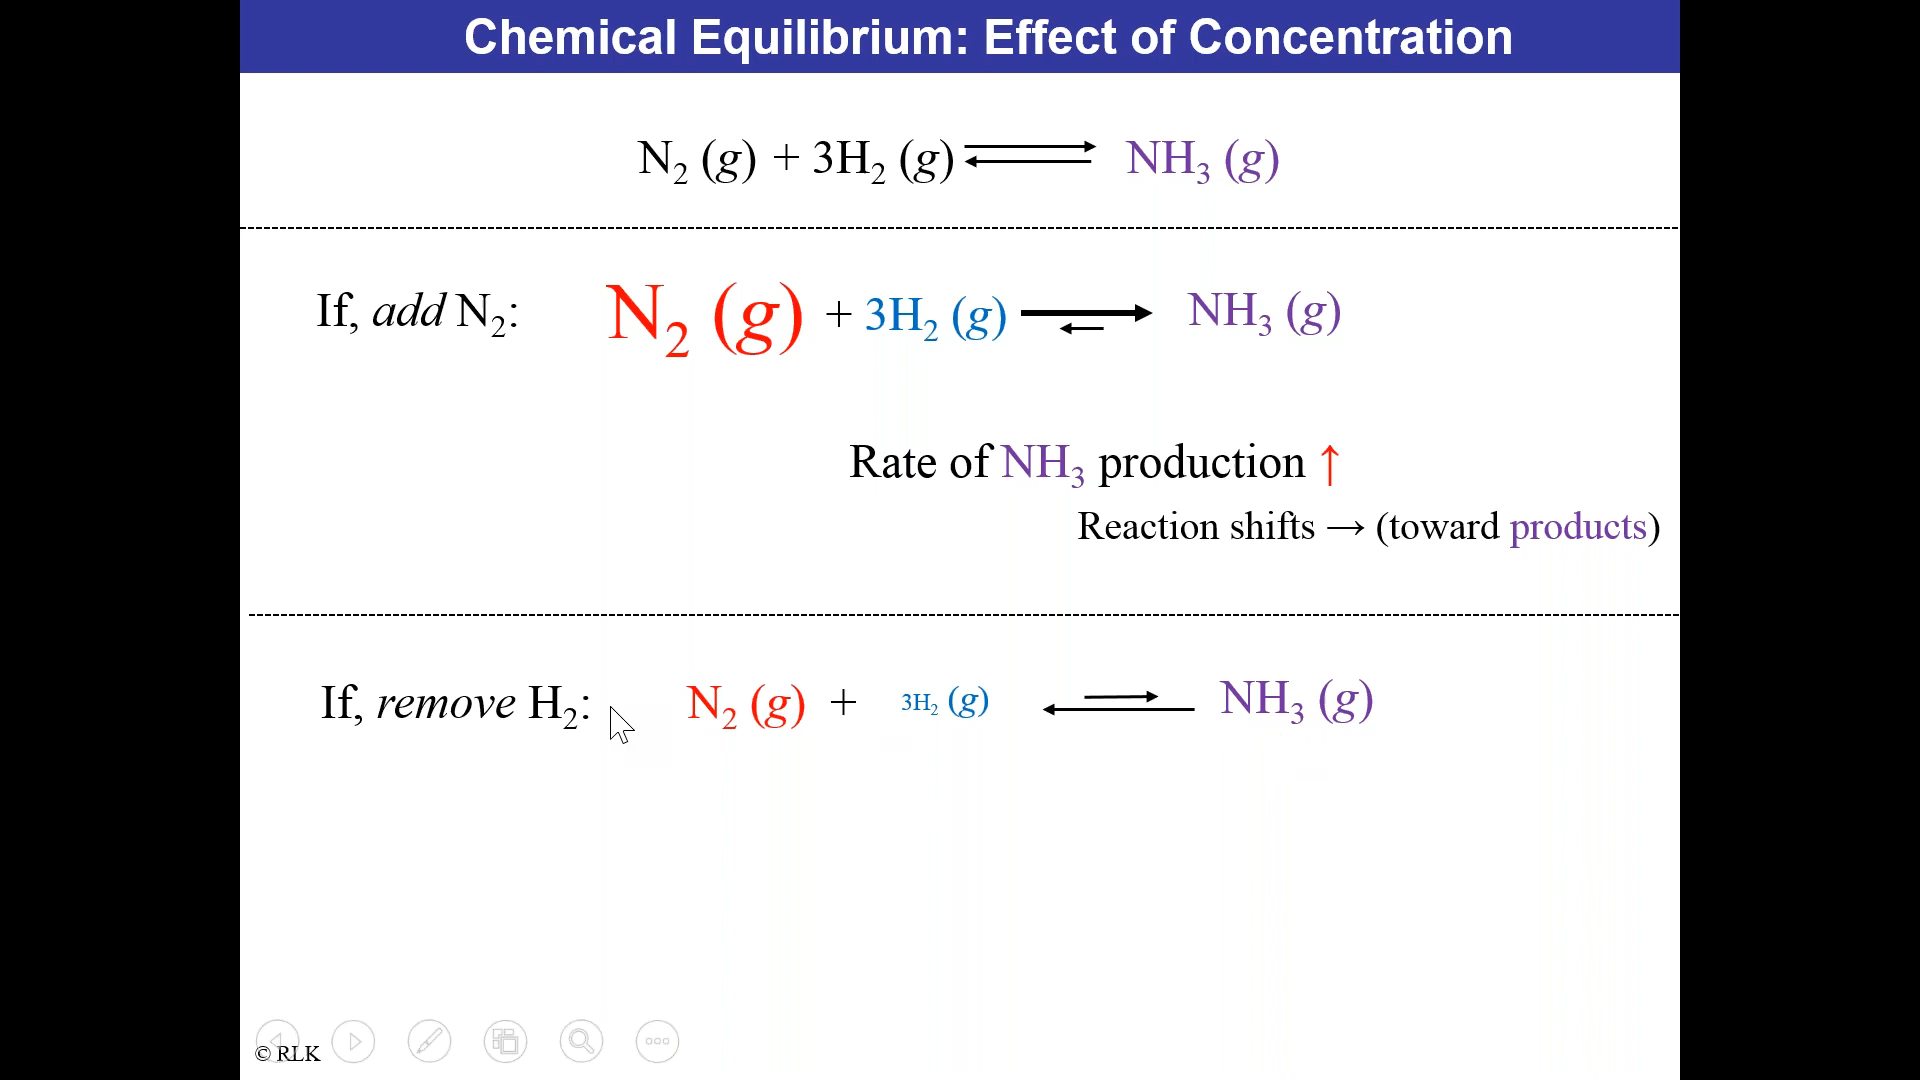 Chemical Equilibrium: Effect of Concentration
N₂ (g) + 3H₂ (g) ⇌ NH₃ (g)
If, add N₂: N₂ (g) + 3H₂ (g) ⇌ NH₃ (g)
Rate of NH₃ production ↑
Reaction shifts → (toward products)
If, remove H₂: N₂ (g) + 3H₂ (g) ⇌ NH₃ (g)
© RLK